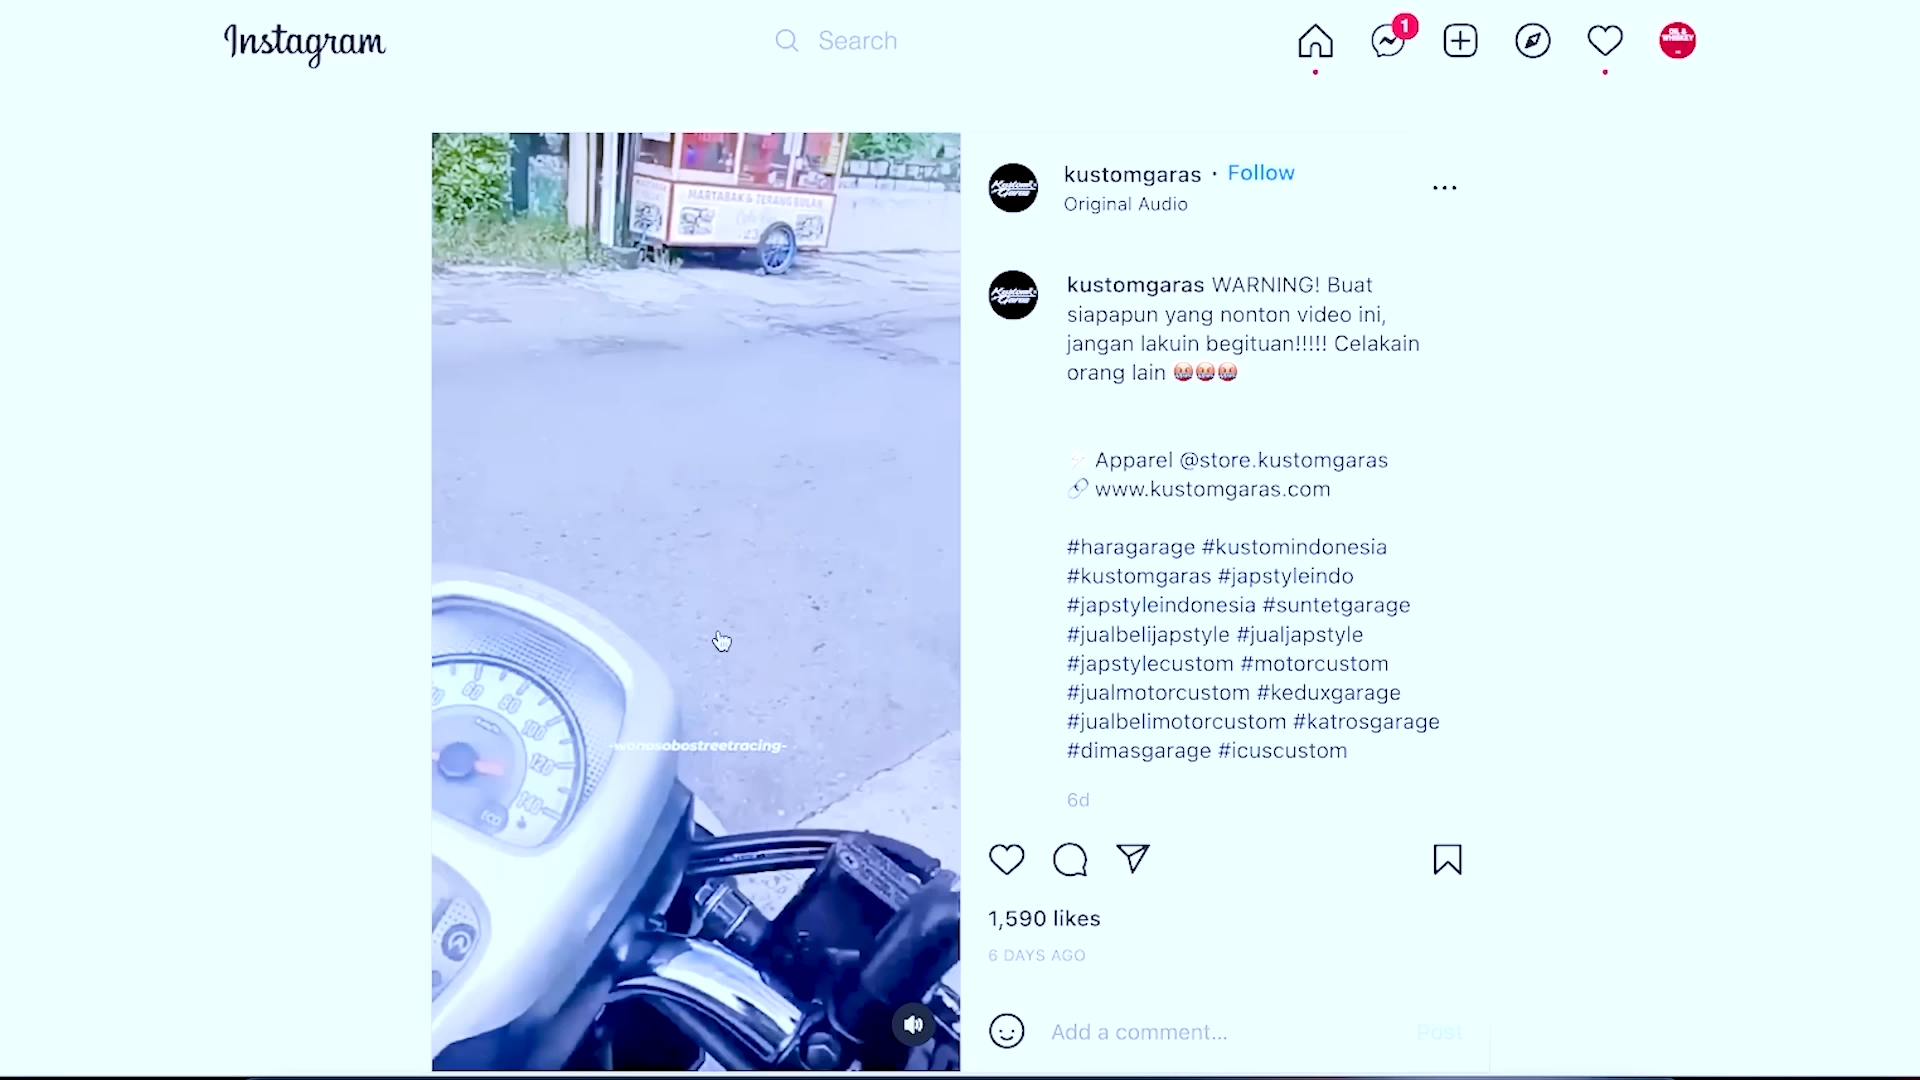 Instagram
Search
1
OIL &
WHISKEY
kustomgaras · Follow
Original Audio
MARTABAK & TERANG BULAN
kustomgaras WARNING! Buat
siapapun yang nonton video ini,
jangan lakuin begituan!!!!! Celakain
orang lain 🤬🤬🤬
⚡ Apparel @store.kustomgaras
🔗 www.kustomgaras.com
#haragarage #kustomindonesia
#kustomgaras #japstyleindo
#japstyleindonesia #suntetgarage
#jualbelijapstyle #jualjapstyle
#japstylecustom #motorcustom
#jualmotorcustom #keduxgarage
#jualbelimotorcustom #katrosgarage
#dimasgarage #icuscustom
6d
60
80
100
120
140
ECO
-wonosobostreetracing-
1,590 likes
6 DAYS AGO
Add a comment...
Post